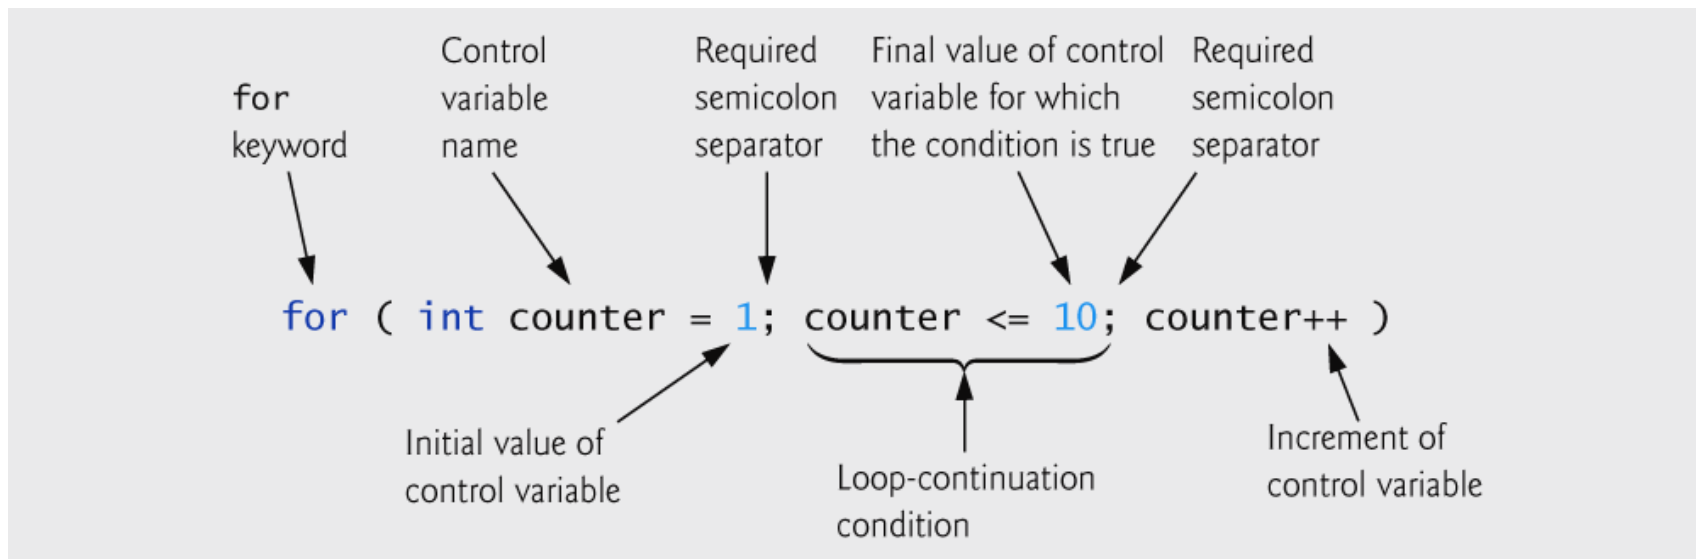 for
keyword
Control
variable
name
Required
semicolon
separator
Final value of control
variable for which
the condition is true
Required
semicolon
separator
for ( int counter = 1; counter <= 10; counter++ )
Initial value of
control variable
Loop-continuation
condition
Increment of
control variable